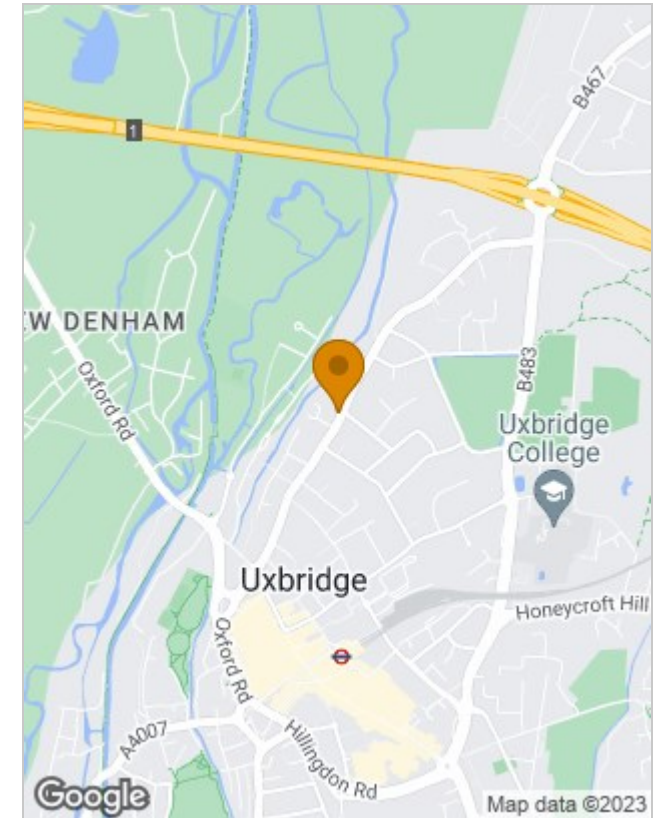 B467
1
EW DENHAM
Oxford Rd
B483
Uxbridge
College
Uxbridge
Honeycroft Hill
Oxford Rd
A4007
Hillingdon Rd
Google
Map data ©2023